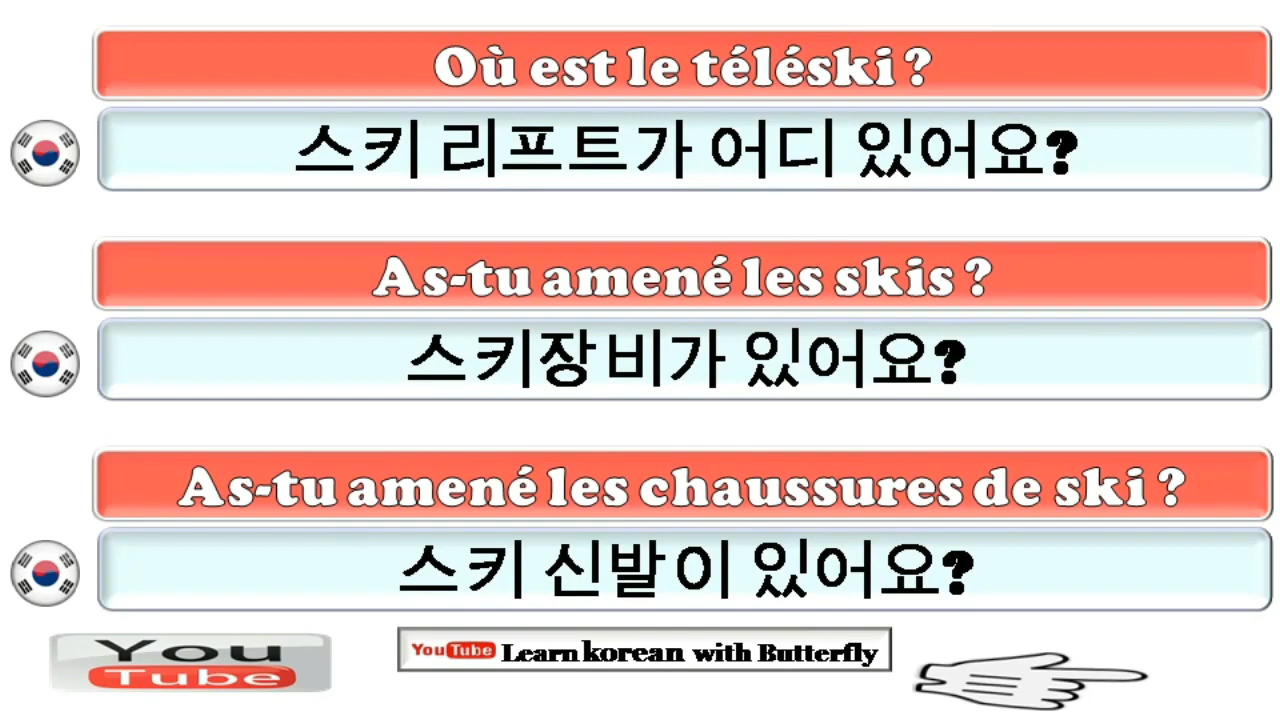 Où est le téléski ?
스키 리프트가 어디 있어요?
As-tu amené les skis ?
스키장비가 있어요?
As-tu amené les chaussures de ski ?
스키 신발이 있어요?
You
Tube
YouTube Learn korean with Butterfly